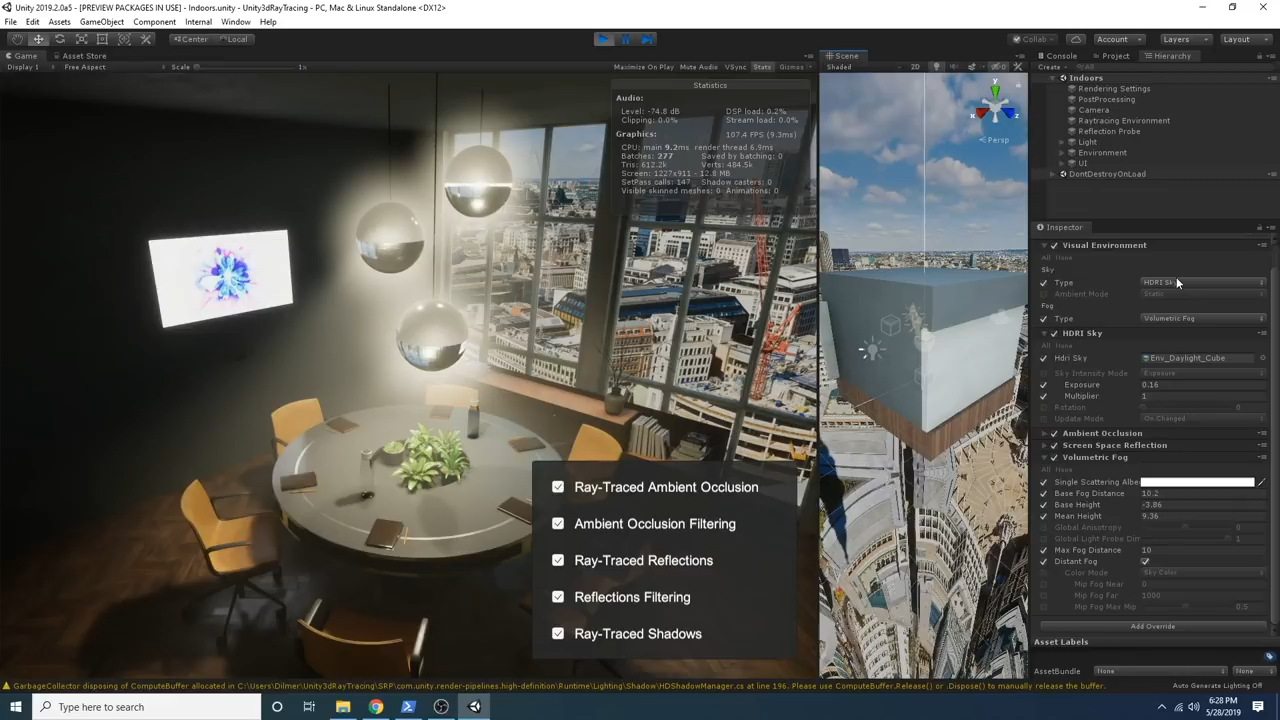 Unity 2019.2.0a5 - [PREVIEW PACKAGES IN USE] - Indoors.unity - Unity3dRayTracing - PC, Mac & Linux Standalone <DX12>
File Edit Assets GameObject Component Internal Window Help
Center Local Collab Account Layers Layout
Game Asset Store
Display 1 Free Aspect Scale 1x Maximize On Play Mute Audio VSync Stats Gizmos
Statistics
Audio:
Level: -74.8 dB DSP load: 0.2%
Clipping: 0.0% Stream load: 0.0%
Graphics: 107.4 FPS (9.3ms)
CPU: main 9.2ms render thread 6.9ms
Batches: 277 Saved by batching: 0
Tris: 612.2k Verts: 484.5k
Screen: 1227x911 - 12.8 MB
SetPass calls: 147 Shadow casters: 0
Visible skinned meshes: 0 Animations: 0
Ray-Traced Ambient Occlusion
Ambient Occlusion Filtering
Ray-Traced Reflections
Reflections Filtering
Ray-Traced Shadows
Scene
Shaded 2D 0
y
x z
Persp
Console Project Hierarchy
Create All
Indoors
Rendering Settings
PostProcessing
Camera
Raytracing Environment
Reflection Probe
Light
Environment
UI
DontDestroyOnLoad
Inspector
Visual Environment
All None
Sky
Type HDRI Sky
Ambient Mode Static
Fog
Type Volumetric Fog
HDRI Sky
All None
Hdri Sky Env_Daylight_Cube
Sky Intensity Mode Exposure
Exposure 0.16
Multiplier 1
Rotation 0
Update Mode On Changed
Ambient Occlusion
Screen Space Reflection
Volumetric Fog
All None
Single Scattering Albe
Base Fog Distance 10.2
Base Height -3.86
Mean Height 9.36
Global Anisotropy 0
Global Light Probe Dim 1
Max Fog Distance 10
Distant Fog
Color Mode Sky Color
Mip Fog Near 0
Mip Fog Far 1000
Mip Fog Max Mip 0.5
Add Override
Asset Labels
AssetBundle None None
GarbageCollector disposing of ComputeBuffer allocated in C:\Users\Dilmer\Unity3dRayTracing\SRP\com.unity.render-pipelines.high-definition\Runtime\Lighting\Shadow\HDShadowManager.cs at line 196. Please use ComputeBuffer.Release() or .Dispose() to manually release the buffer.
Auto Generate Lighting Off
Type here to search
6:28 PM
5/28/2019